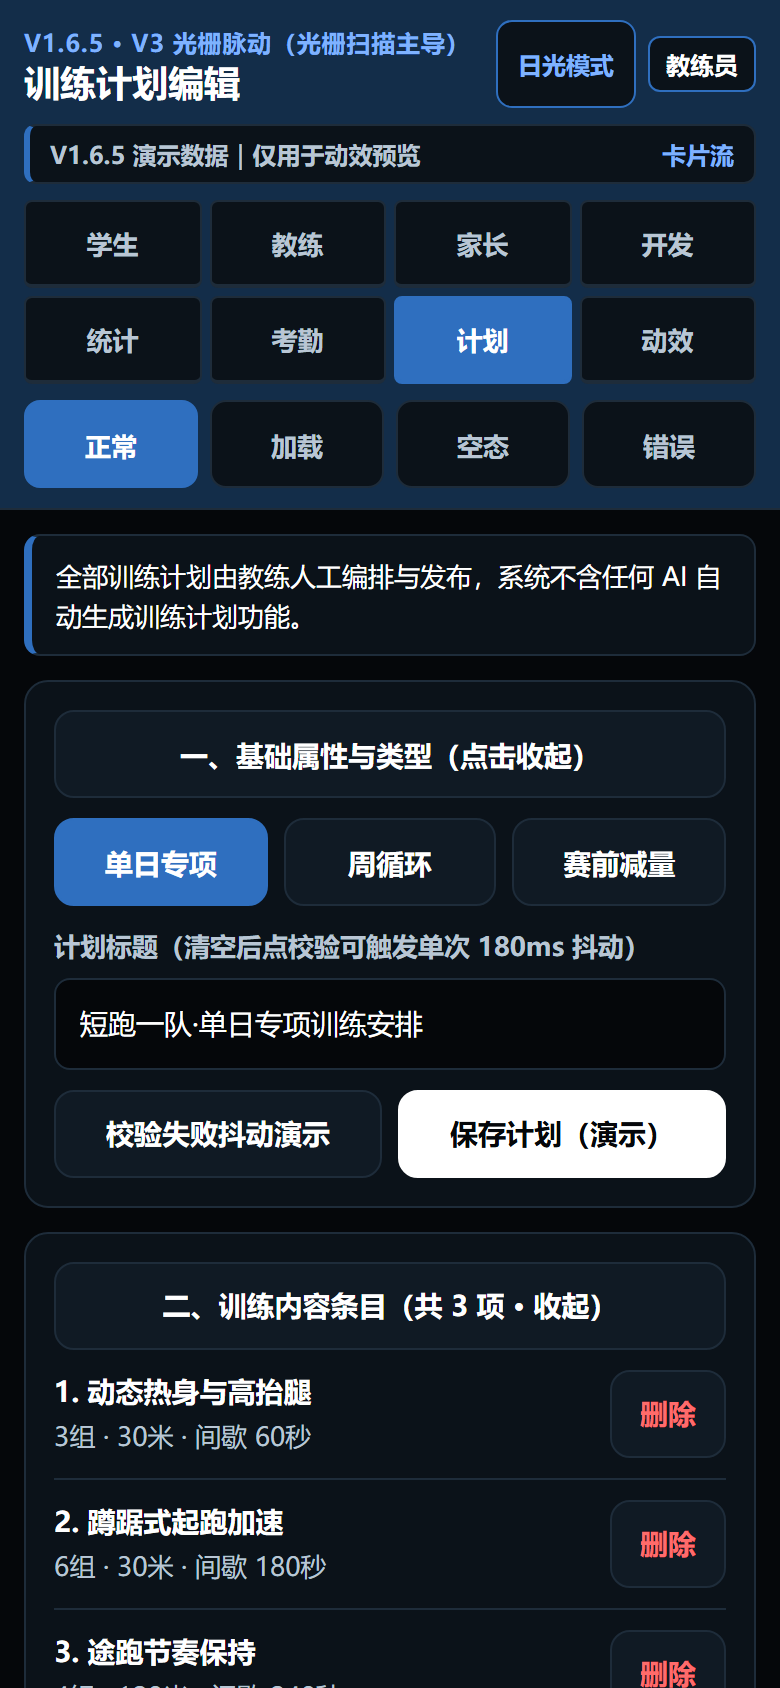 V1.6.5 • V3 光栅脉动（光栅扫描主导）
训练计划编辑
日光模式
教练员
V1.6.5 演示数据 | 仅用于动效预览
卡片流
学生
教练
家长
开发
统计
考勤
计划
动效
正常
加载
空态
错误
全部训练计划由教练人工编排与发布，系统不含任何 AI 自
动生成训练计划功能。
一、基础属性与类型（点击收起）
单日专项
周循环
赛前减量
计划标题（清空后点校验可触发单次 180ms 抖动）
短跑一队·单日专项训练安排
校验失败抖动演示
保存计划（演示）
二、训练内容条目（共 3 项 • 收起）
1. 动态热身与高抬腿
3组 · 30米 · 间歇 60秒
删除
2. 蹲踞式起跑加速
6组 · 30米 · 间歇 180秒
删除
3. 途跑节奏保持
删除